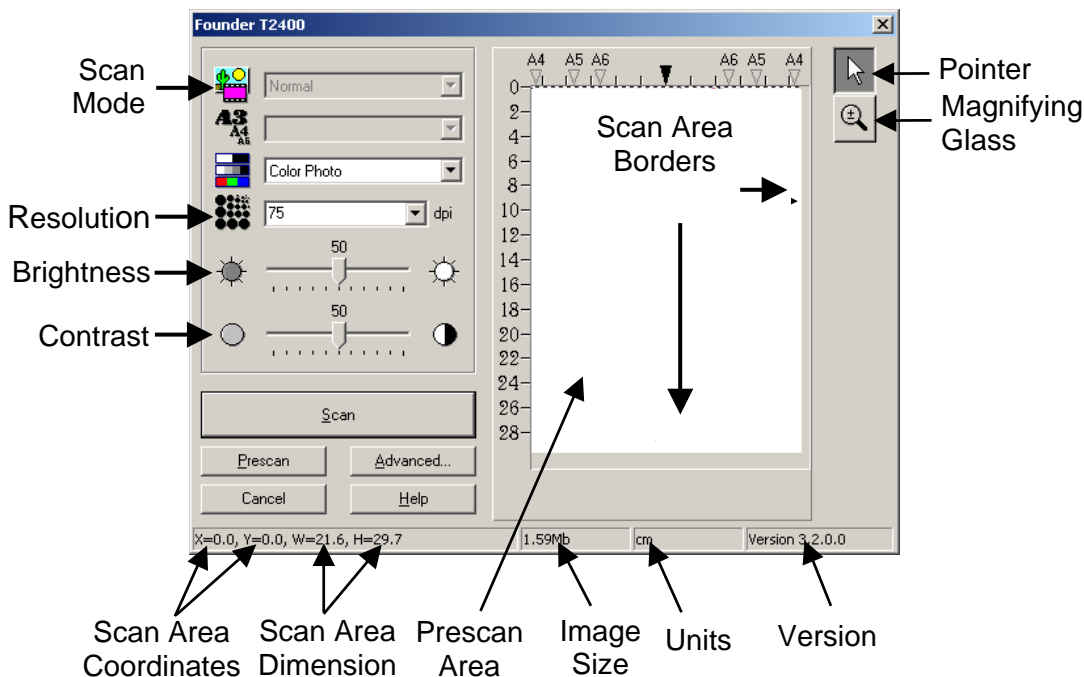 Founder T2400
Scan
Mode
Normal
A3
A4
A5
Color Photo
Resolution
75
dpi
Brightness
50
Contrast
50
Scan
Prescan
Advanced...
Cancel
Help
A4 A5 A6 A6 A5 A4
0
2
4
6
8
10
12
14
16
18
20
22
24
26
28
Scan Area
Borders
Pointer
Magnifying
Glass
X=0.0, Y=0.0, W=21.6, H=29.7
1.59Mb
cm
Version 3.2.0.0
Scan Area
Coordinates
Scan Area
Dimension
Prescan
Area
Image
Size
Units
Version